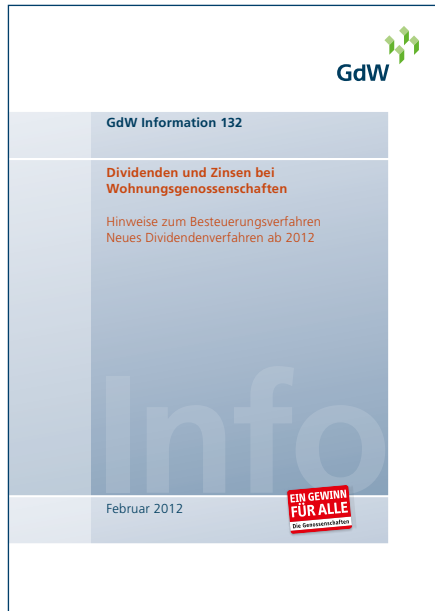 GdW
GdW Information 132
Dividenden und Zinsen bei
Wohnungsgenossenschaften
Hinweise zum Besteuerungsverfahren
Neues Dividendenverfahren ab 2012
Info
Februar 2012
EIN GEWINN
FÜR ALLE
Die Genossenschaften